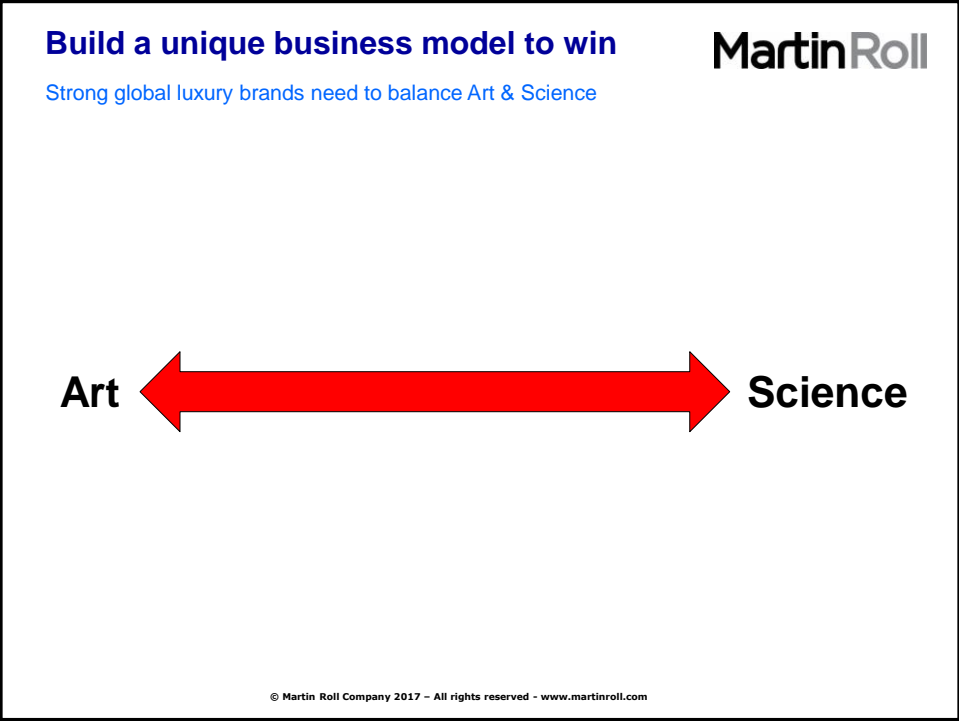 Build a unique business model to win
MartinRoll
Strong global luxury brands need to balance Art & Science
Art
Science
© Martin Roll Company 2017 – All rights reserved - www.martinroll.com